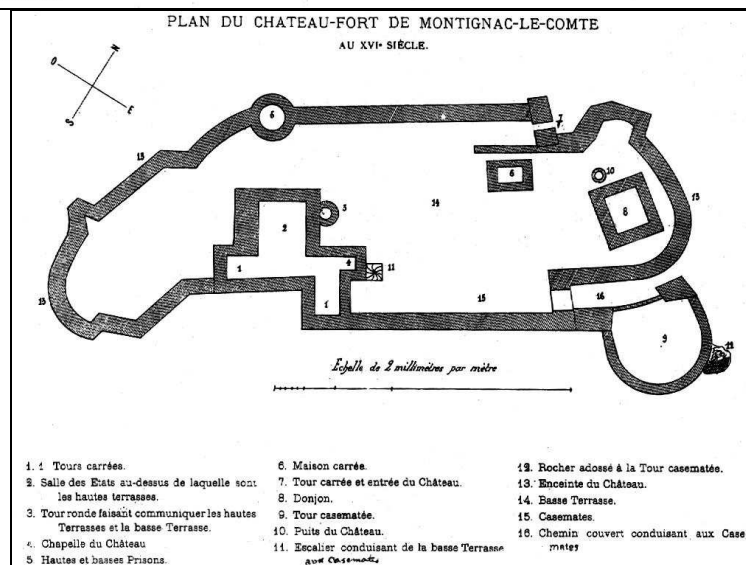 PLAN DU CHATEAU-FORT DE MONTIGNAC-LE-COMTE
AU XVIe SIÈCLE.
N
O
E
S
6
7
13
6
10
3
14
8
13
2
4
11
1
1
15
16
13
9
12
Echelle de 2 millimètres par mètre
1. 1 Tours carrées.
2. Salle des Etats au-dessus de laquelle sont
les hautes terrasses.
3. Tour ronde faisant communiquer les hautes
Terrasses et la basse Terrasse.
4. Chapelle du Château
5 Hautes et basses Prisons.
6. Maison carrée.
7. Tour carrée et entrée du Château.
8. Donjon.
9. Tour casematée.
10. Puits du Château.
11. Escalier conduisant de la basse Terrasse
aux Casemates
12. Rocher adossé à la Tour casematée.
13. Enceinte du Château.
14. Basse Terrasse.
15. Casemates.
16. Chemin couvert conduisant aux Case
mates